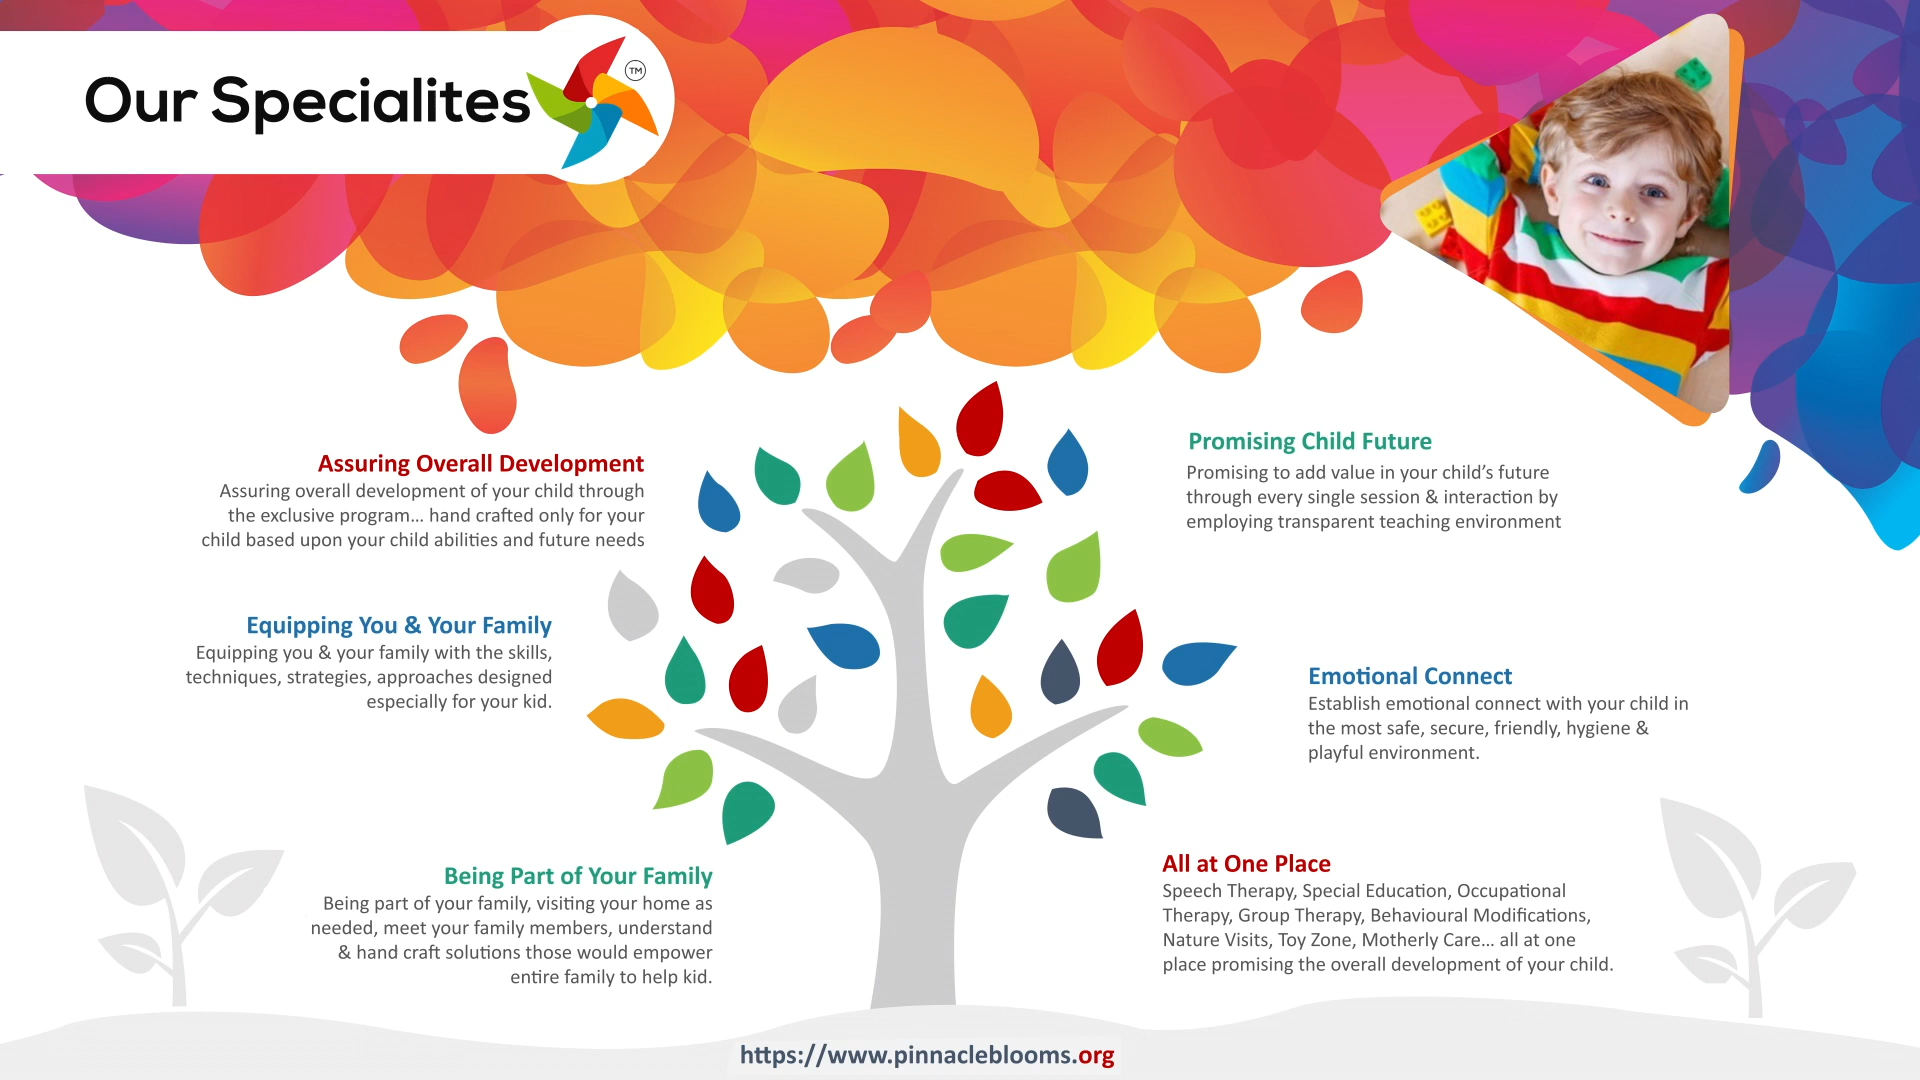 Our Specialites
TM
Assuring Overall Development
Assuring overall development of your child through
the exclusive program... hand crafted only for your
child based upon your child abilities and future needs
Equipping You & Your Family
Equipping you & your family with the skills,
techniques, strategies, approaches designed
especially for your kid.
Being Part of Your Family
Being part of your family, visiting your home as
needed, meet your family members, understand
& hand craft solutions those would empower
entire family to help kid.
Promising Child Future
Promising to add value in your child’s future
through every single session & interaction by
employing transparent teaching environment
Emotional Connect
Establish emotional connect with your child in
the most safe, secure, friendly, hygiene &
playful environment.
All at One Place
Speech Therapy, Special Education, Occupational
Therapy, Group Therapy, Behavioural Modifications,
Nature Visits, Toy Zone, Motherly Care... all at one
place promising the overall development of your child.
https://www.pinnacleblooms.org